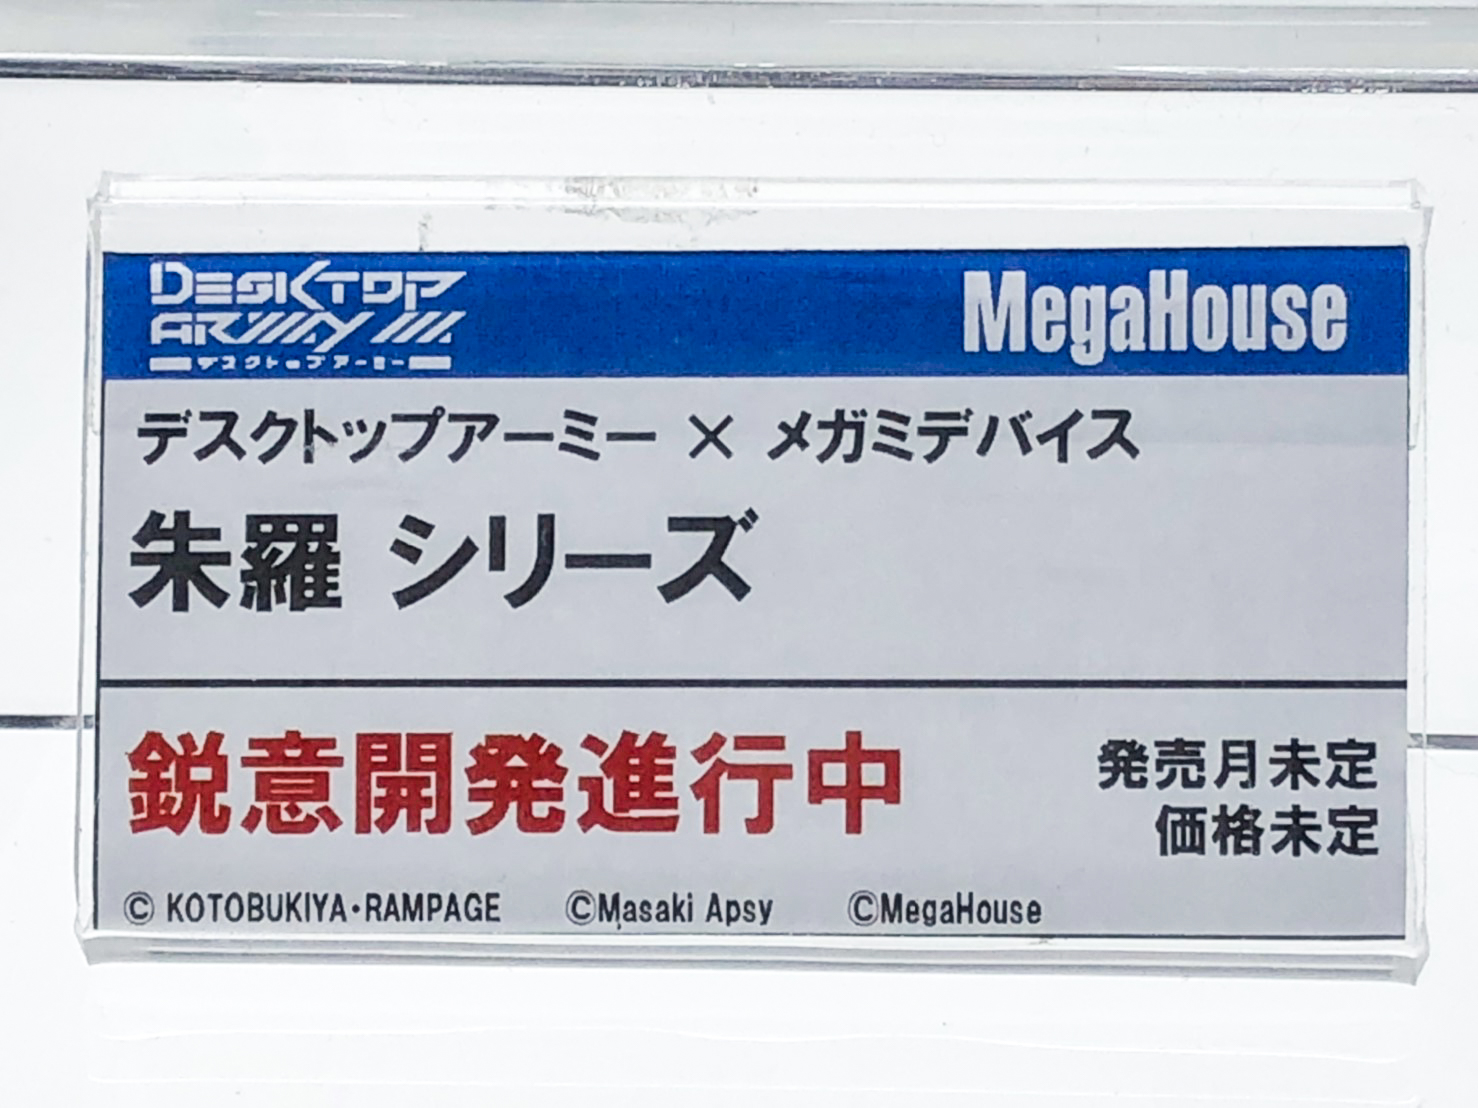 DESKTOP
ARMY
デスクトップアーミー
MegaHouse
デスクトップアーミー × メガミデバイス
朱羅 シリーズ
鋭意開発進行中
発売月未定
価格未定
© KOTOBUKIYA・RAMPAGE ©Masaki Apsy ©MegaHouse